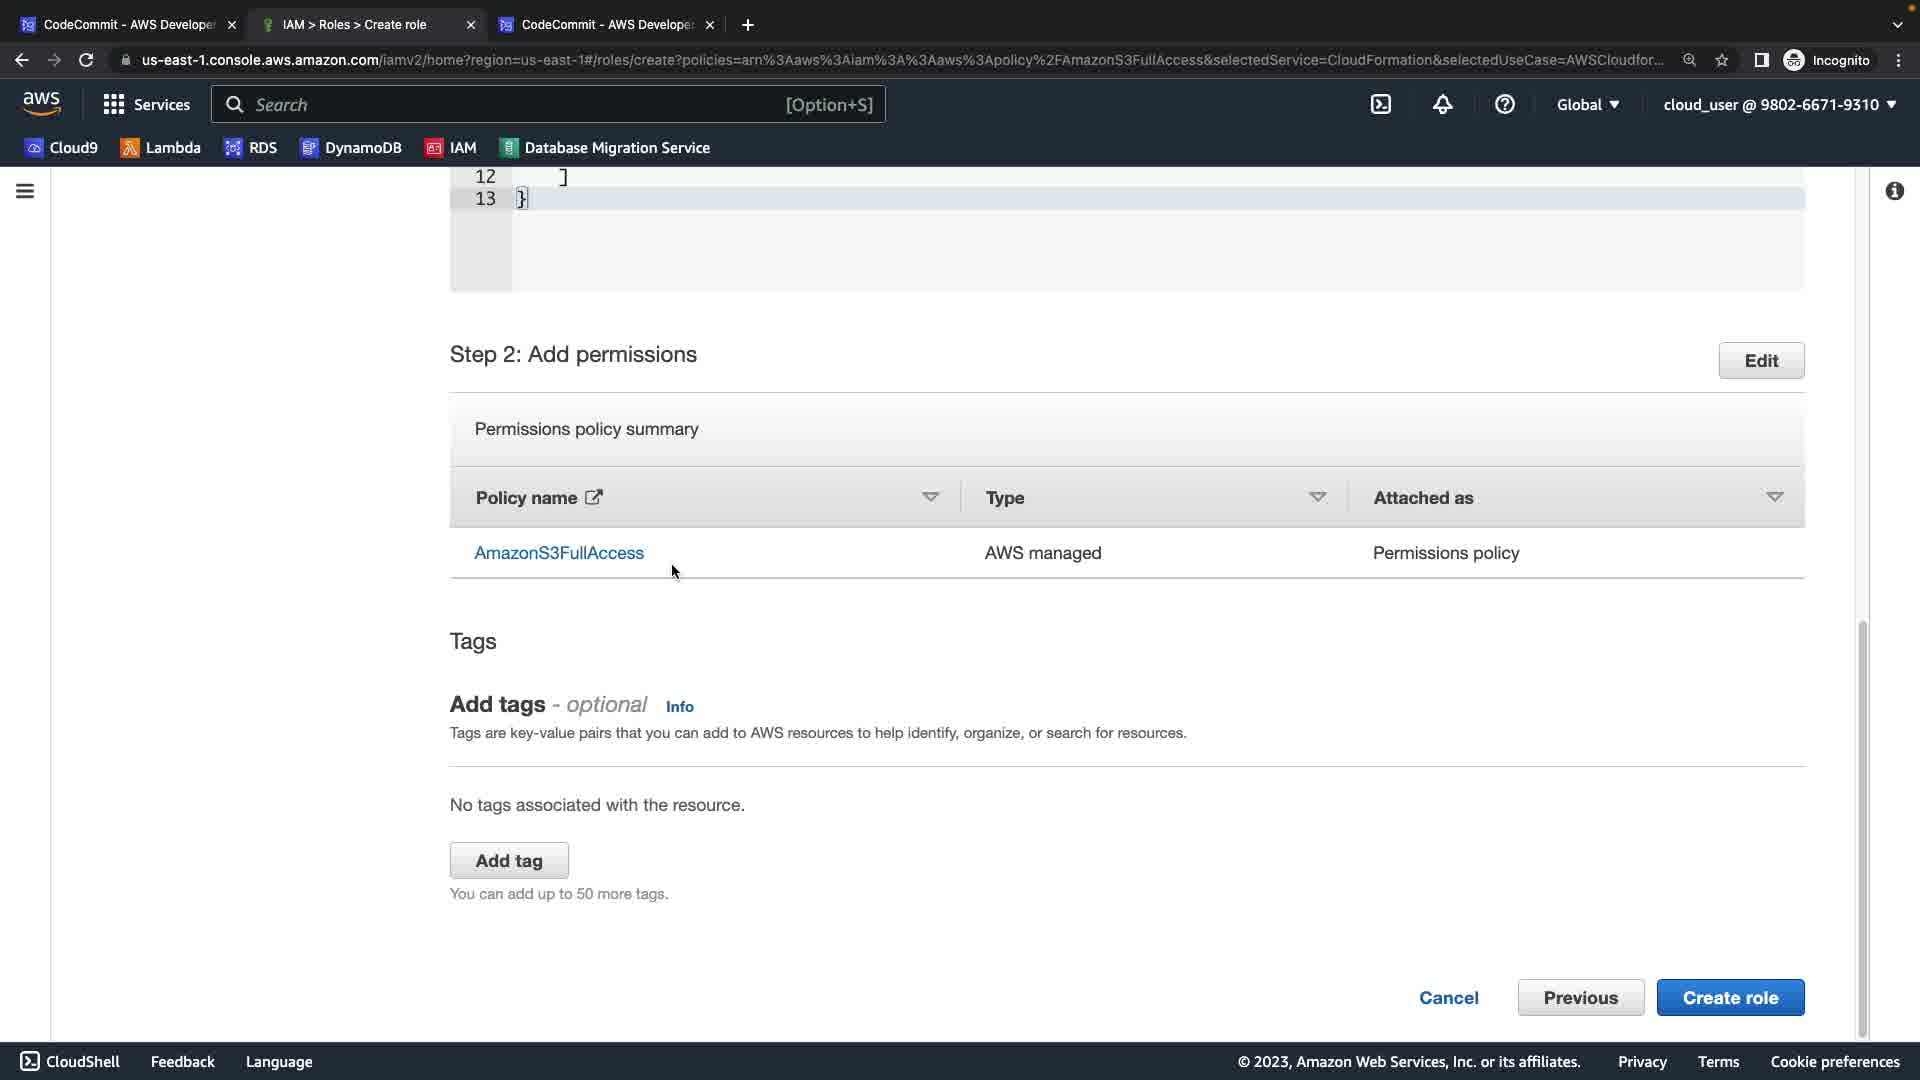 CodeCommit - AWS Develope
IAM > Roles > Create role
CodeCommit - AWS Develope
us-east-1.console.aws.amazon.com/iamv2/home?region=us-east-1#/roles/create?policies=arn%3Aaws%3Aiam%3A%3Aaws%3Apolicy%2FAmazonS3FullAccess&selectedService=CloudFormation&selectedUseCase=AWSCloudfor...
Incognito
aws
Services
Search
[Option+S]
Global
cloud_user @ 9802-6671-9310
Cloud9
Lambda
RDS
DynamoDB
IAM
Database Migration Service
12 ]
13 }
Step 2: Add permissions
Edit
Permissions policy summary
Policy name
Type
Attached as
AmazonS3FullAccess
AWS managed
Permissions policy
Tags
Add tags - optional
Info
Tags are key-value pairs that you can add to AWS resources to help identify, organize, or search for resources.
No tags associated with the resource.
Add tag
You can add up to 50 more tags.
Cancel
Previous
Create role
CloudShell
Feedback
Language
© 2023, Amazon Web Services, Inc. or its affiliates.
Privacy
Terms
Cookie preferences